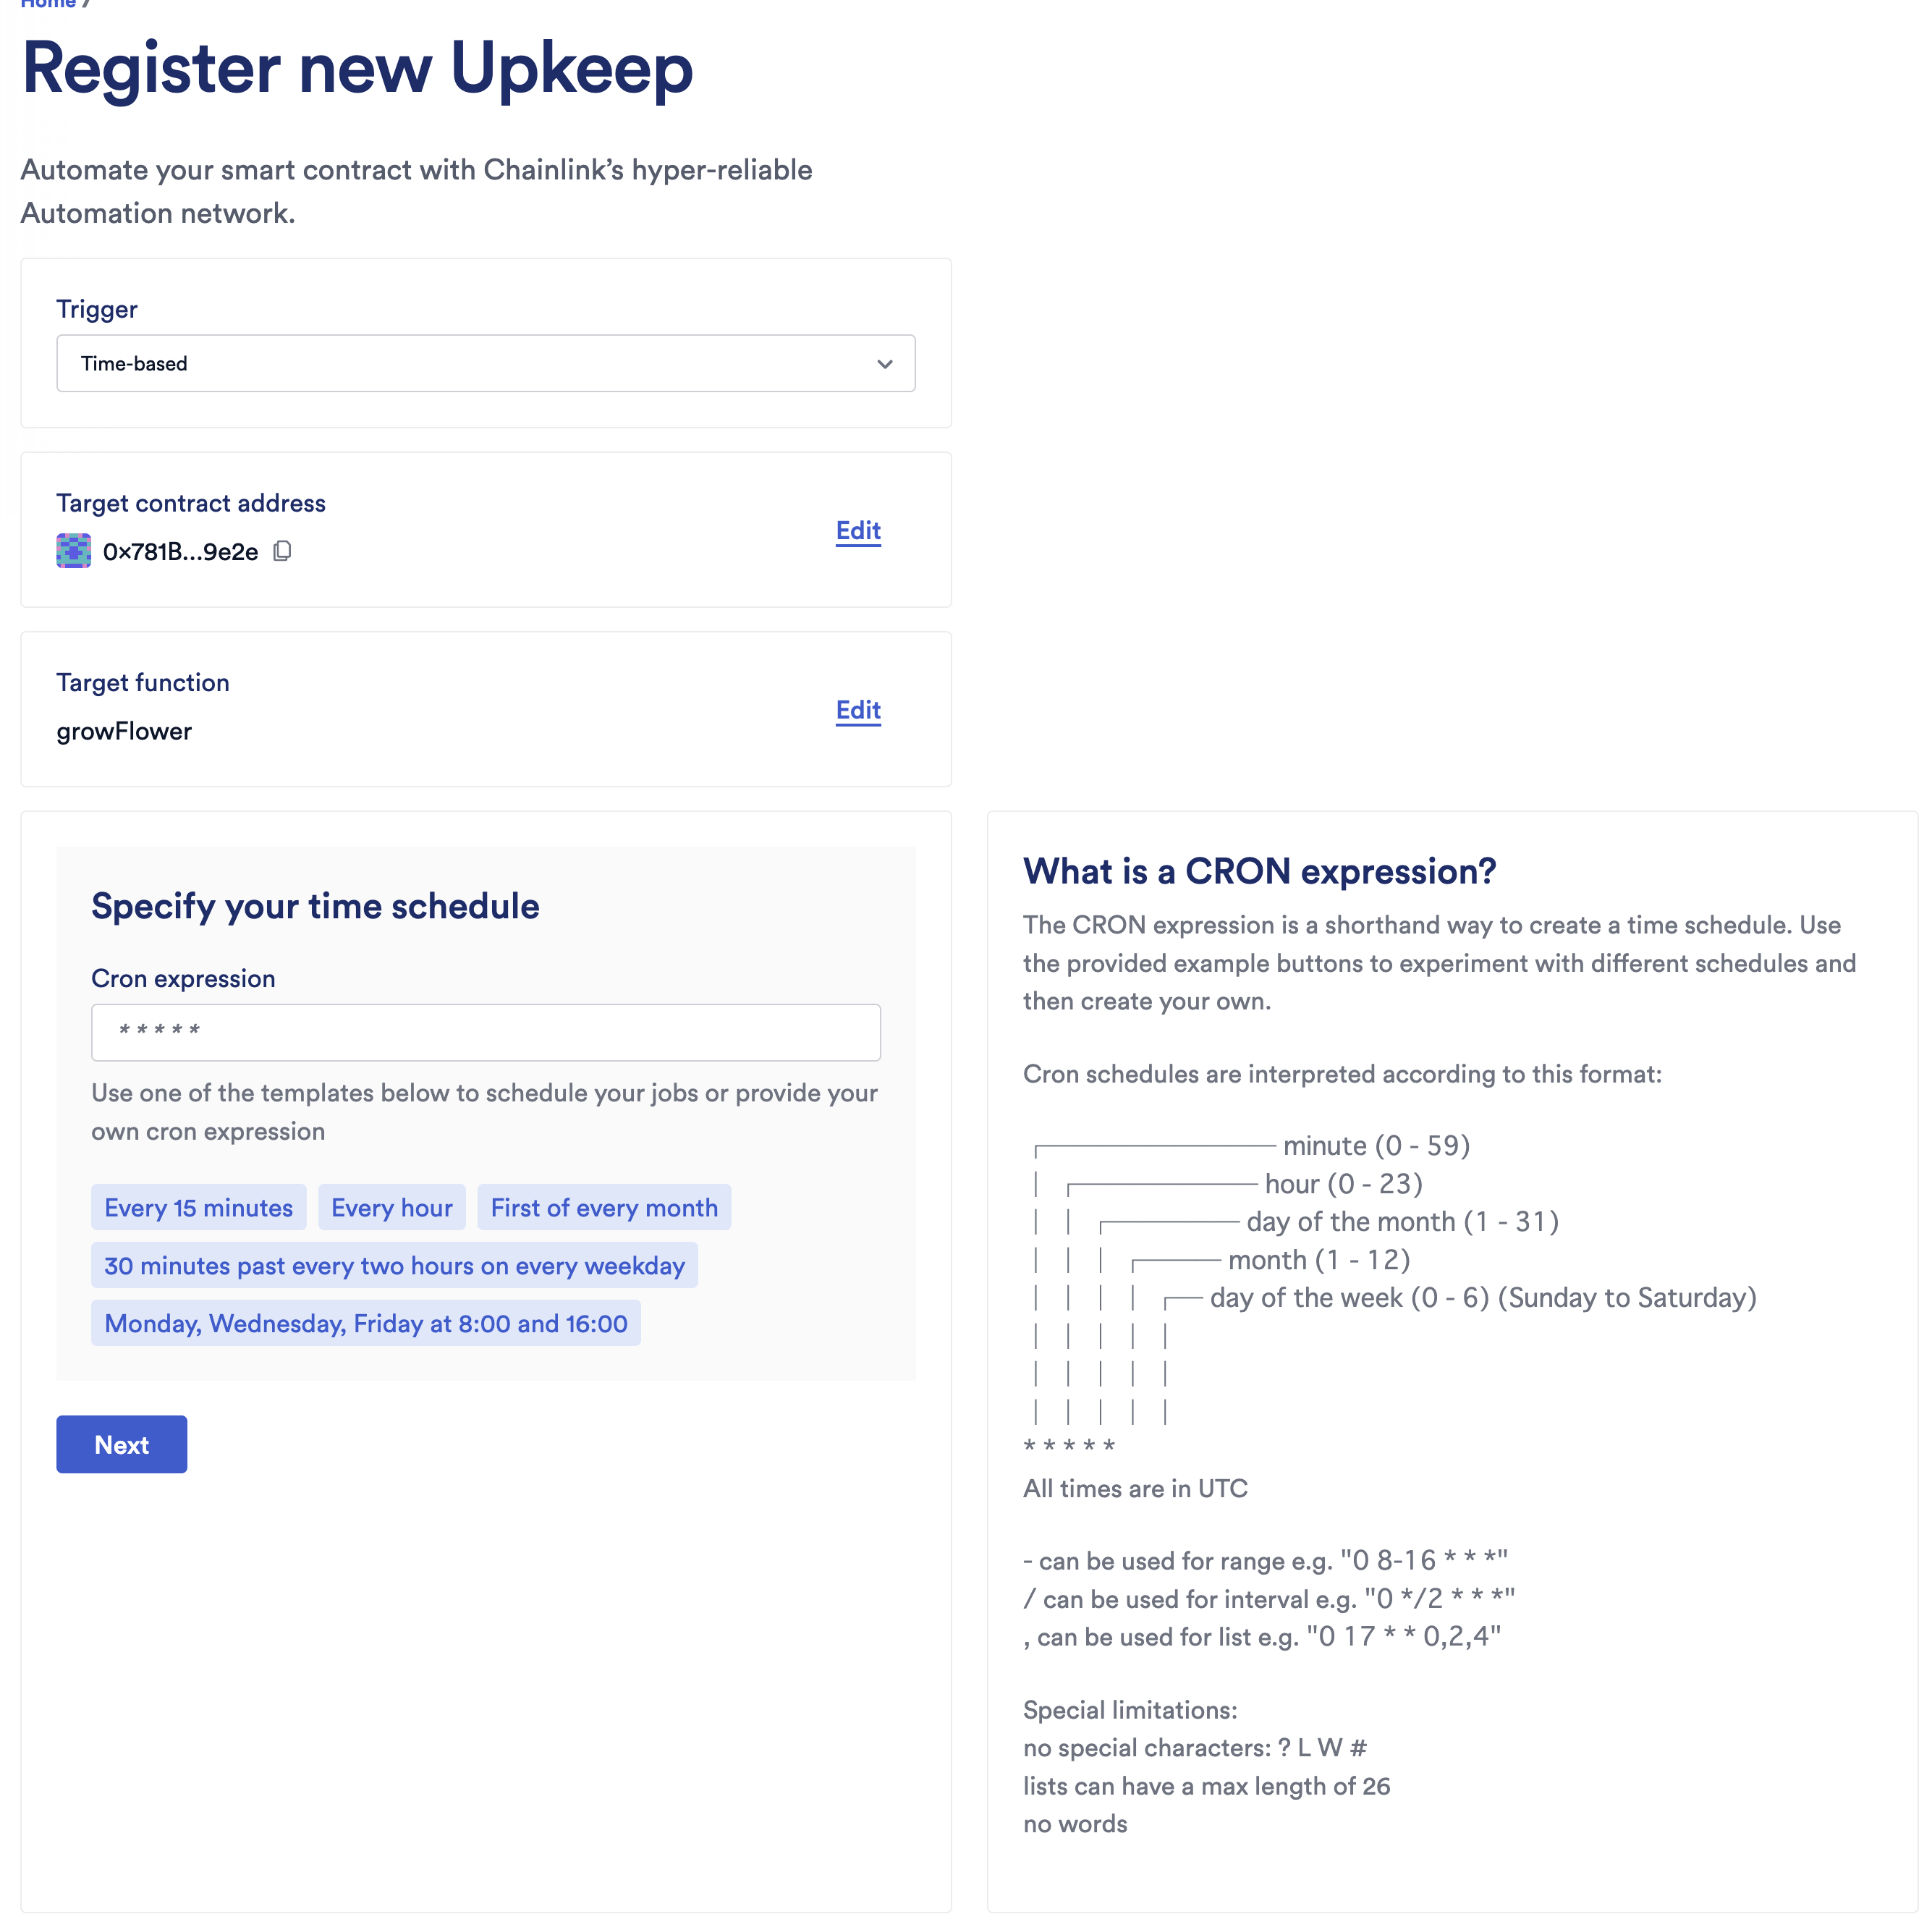 Home /
Register new Upkeep
Automate your smart contract with Chainlink’s hyper-reliable
Automation network.
Trigger
Time-based
Target contract address
0x781B...9e2e
Edit
Target function
growFlower
Edit
Specify your time schedule
Cron expression
* * * * *
Use one of the templates below to schedule your jobs or provide your
own cron expression
Every 15 minutes
Every hour
First of every month
30 minutes past every two hours on every weekday
Monday, Wednesday, Friday at 8:00 and 16:00
Next
What is a CRON expression?
The CRON expression is a shorthand way to create a time schedule. Use
the provided example buttons to experiment with different schedules and
then create your own.
Cron schedules are interpreted according to this format:
minute (0 - 59)
hour (0 - 23)
day of the month (1 - 31)
month (1 - 12)
day of the week (0 - 6) (Sunday to Saturday)
* * * * *
All times are in UTC
- can be used for range e.g. "0 8-16 * * *"
/ can be used for interval e.g. "0 */2 * * *"
, can be used for list e.g. "0 17 * * 0,2,4"
Special limitations:
no special characters: ? L W #
lists can have a max length of 26
no words